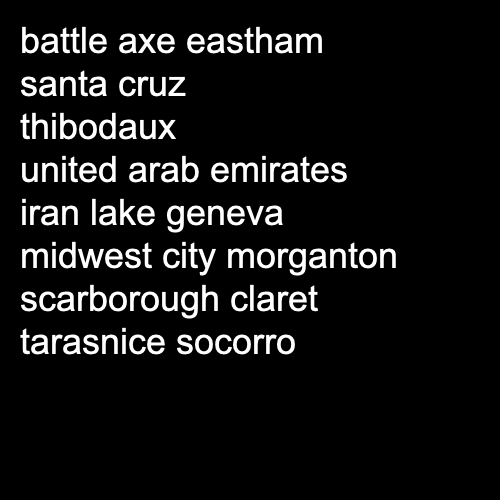 battle axe eastham
santa cruz
thibodaux
united arab emirates
iran lake geneva
midwest city morganton
scarborough claret
tarasnice socorro